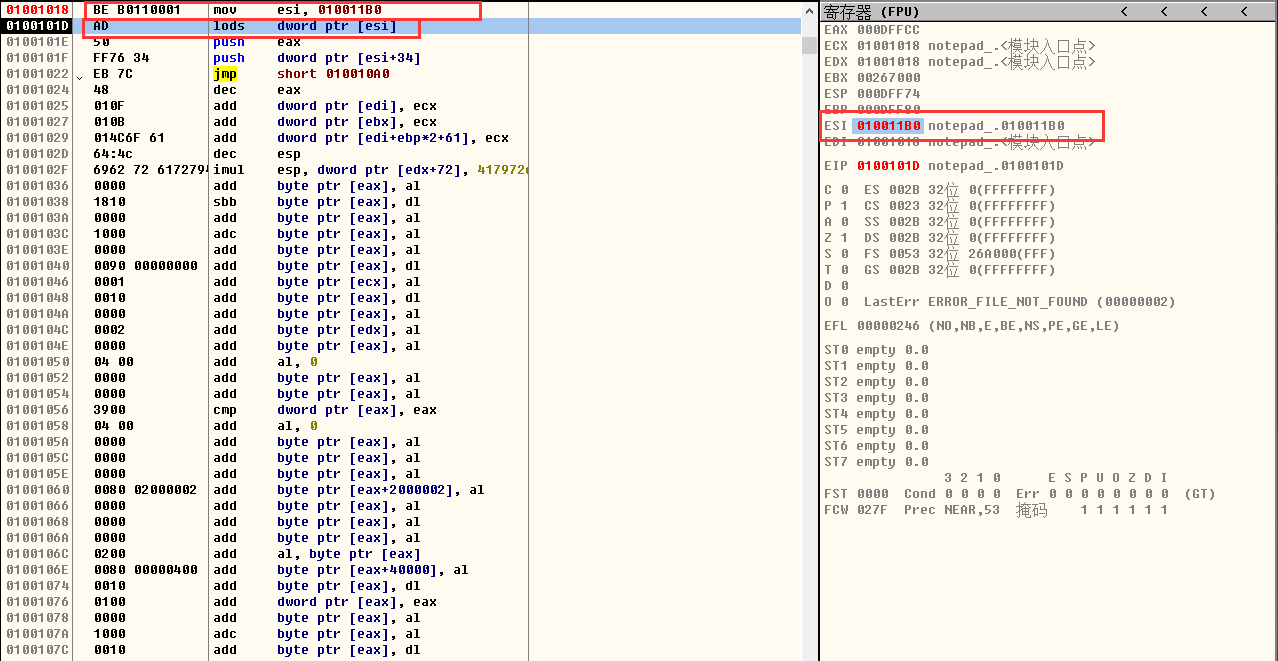 01001018 BE B0110001 mov esi, 010011B0
0100101D AD lods dword ptr [esi]
0100101E 50 push eax
0100101F FF76 34 push dword ptr [esi+34]
01001022 EB 7C jmp short 010010A0
01001024 48 dec eax
01001025 010F add dword ptr [edi], ecx
01001027 010B add dword ptr [ebx], ecx
01001029 014C6F 61 add dword ptr [edi+ebp*2+61], ecx
0100102D 64:4C dec esp
0100102F 6962 72 6172794 imul esp, dword ptr [edx+72], 417972
01001036 0000 add byte ptr [eax], al
01001038 1810 sbb byte ptr [eax], dl
0100103A 0000 add byte ptr [eax], al
0100103C 1000 adc byte ptr [eax], al
0100103E 0000 add byte ptr [eax], al
01001040 0090 00000000 add byte ptr [eax], dl
01001046 0001 add byte ptr [ecx], al
01001048 0010 add byte ptr [eax], dl
0100104A 0000 add byte ptr [eax], al
0100104C 0002 add byte ptr [edx], al
0100104E 0000 add byte ptr [eax], al
01001050 04 00 add al, 0
01001052 0000 add byte ptr [eax], al
01001054 0000 add byte ptr [eax], al
01001056 3900 cmp dword ptr [eax], eax
01001058 04 00 add al, 0
0100105A 0000 add byte ptr [eax], al
0100105C 0000 add byte ptr [eax], al
0100105E 0000 add byte ptr [eax], al
01001060 0080 02000002 add byte ptr [eax+2000002], al
01001066 0000 add byte ptr [eax], al
01001068 0000 add byte ptr [eax], al
0100106A 0000 add byte ptr [eax], al
0100106C 0200 add al, byte ptr [eax]
0100106E 0080 00000400 add byte ptr [eax+40000], al
01001074 0010 add byte ptr [eax], dl
01001076 0100 add dword ptr [eax], eax
01001078 0000 add byte ptr [eax], al
0100107A 1000 adc byte ptr [eax], al
0100107C 0010 add byte ptr [eax], dl
寄存器 (FPU) < < < <
EAX 000DFFCC
ECX 01001018 notepad_.<模块入口点>
EDX 01001018 notepad_.<模块入口点>
EBX 00267000
ESP 000DFF74
EBP 000DFF80
ESI 010011B0 notepad_.010011B0
EDI 01001018 notepad_.<模块入口点>
EIP 0100101D notepad_.0100101D
C 0 ES 002B 32位 0(FFFFFFFF)
P 1 CS 0023 32位 0(FFFFFFFF)
A 0 SS 002B 32位 0(FFFFFFFF)
Z 1 DS 002B 32位 0(FFFFFFFF)
S 0 FS 0053 32位 26A000(FFF)
T 0 GS 002B 32位 0(FFFFFFFF)
D 0
O 0 LastErr ERROR_FILE_NOT_FOUND (00000002)
EFL 00000246 (NO,NB,E,BE,NS,PE,GE,LE)
ST0 empty 0.0
ST1 empty 0.0
ST2 empty 0.0
ST3 empty 0.0
ST4 empty 0.0
ST5 empty 0.0
ST6 empty 0.0
ST7 empty 0.0
3 2 1 0 E S P U O Z D I
FST 0000 Cond 0 0 0 0 Err 0 0 0 0 0 0 0 0 (GT)
FCW 027F Prec NEAR,53 掩码 1 1 1 1 1 1